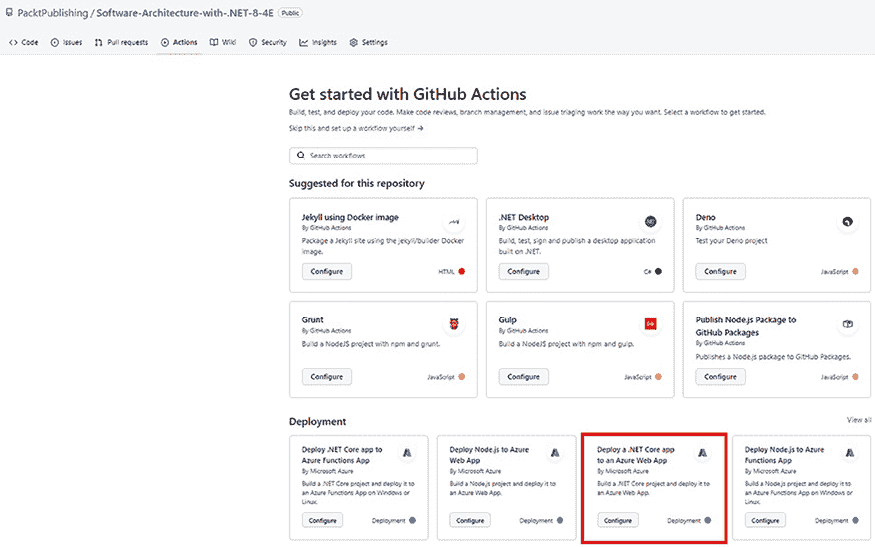 PacktPublishing / Software-Architecture-with-.NET-8-4E Public
Code Issues Pull requests Actions Wiki Security Insights Settings
Get started with GitHub Actions
Build, test, and deploy your code. Make code reviews, branch management, and issue triaging work the way you want. Select a workflow to get started.
Skip this and set up a workflow yourself →
Search workflows
Suggested for this repository
Jekyll using Docker image
By GitHub Actions
Package a Jekyll site using the jekyll/builder Docker
image.
Configure HTML
.NET Desktop
By GitHub Actions
Build, test, sign and publish a desktop application
built on .NET.
Configure C#
Deno
By GitHub Actions
Test your Deno project
Configure JavaScript
Grunt
By GitHub Actions
Build a NodeJS project with npm and grunt.
Configure JavaScript
Gulp
By GitHub Actions
Build a NodeJS project with npm and gulp.
Configure JavaScript
Publish Node.js Package to
GitHub Packages
By GitHub Actions
Publishes a Node.js package to GitHub Packages.
Configure JavaScript
Deployment View all
Deploy .NET Core app to
Azure Functions App
By Microsoft Azure
Build a .NET Core project and deploy it to
an Azure Functions App on Windows or
Linux.
Configure Deployment
Deploy Node.js to Azure
Web App
By Microsoft Azure
Build a Node.js project and deploy it to
an Azure Web App.
Configure Deployment
Deploy a .NET Core app
to an Azure Web App
By Microsoft Azure
Build a .NET Core project and deploy it to
an Azure Web App.
Configure Deployment
Deploy Node.js to Azure
Functions App
By Microsoft Azure
Build a Node.js project and deploy it to
an Azure Functions App on Windows or
Linux.
Configure Deployment